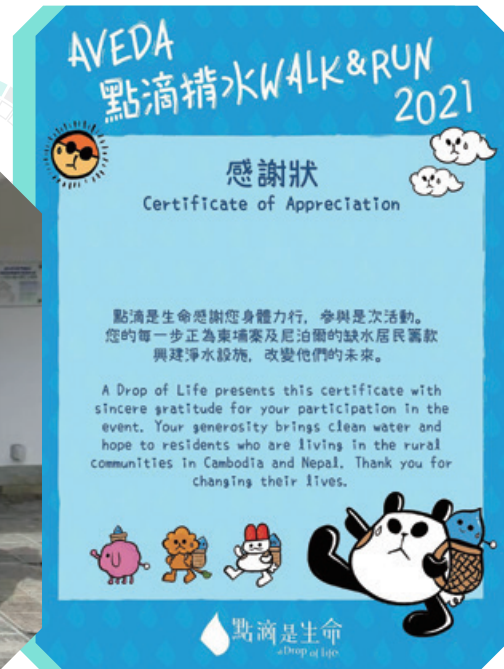 AVEDA
點滴揹水WALK & RUN
2021
感謝狀
Certificate of Appreciation
點滴是生命感謝您身體力行，參與是次活動。
您的每一步正為柬埔寨及尼泊爾的缺水居民籌款
興建淨水設施，改變他們的未來。
A Drop of Life presents this certificate with
sincere gratitude for your participation in the
event. Your generosity brings clean water and
hope to residents who are living in the rural
communities in Cambodia and Nepal. Thank you for
changing their lives.
點滴是生命
a Drop of life